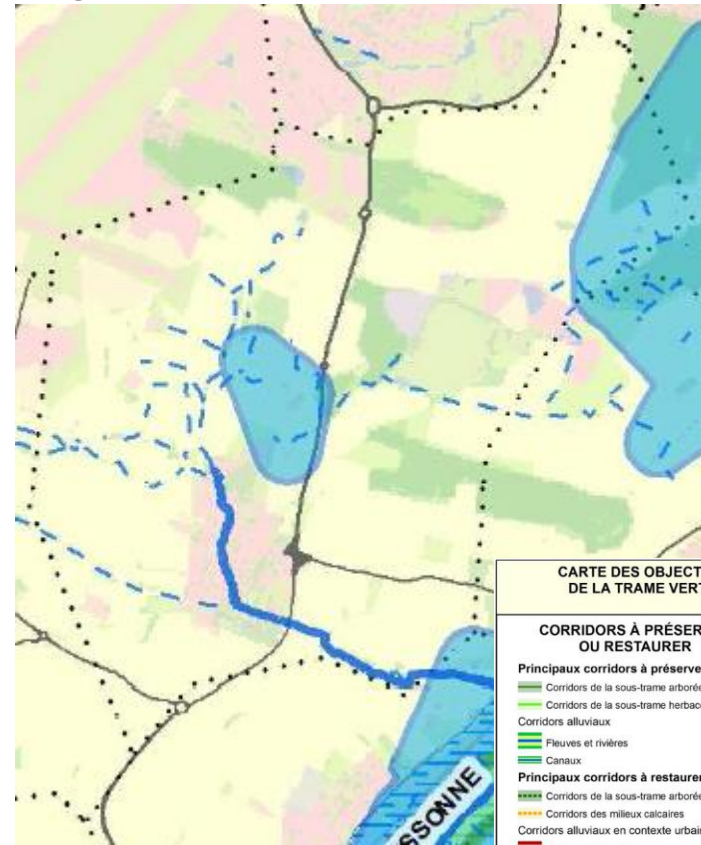 CARTE DES OBJECT
DE LA TRAME VERT
CORRIDORS À PRÉSER
OU RESTAURER
Principaux corridors à préserve
Corridors de la sous-trame arborée
Corridors de la sous-trame herbac
Corridors alluviaux
Fleuves et rivières
Canaux
Principaux corridors à restaurer
Corridors de la sous-trame arborée
Corridors des milieux calcaires
Corridors alluviaux en contexte urbai
SSONNE